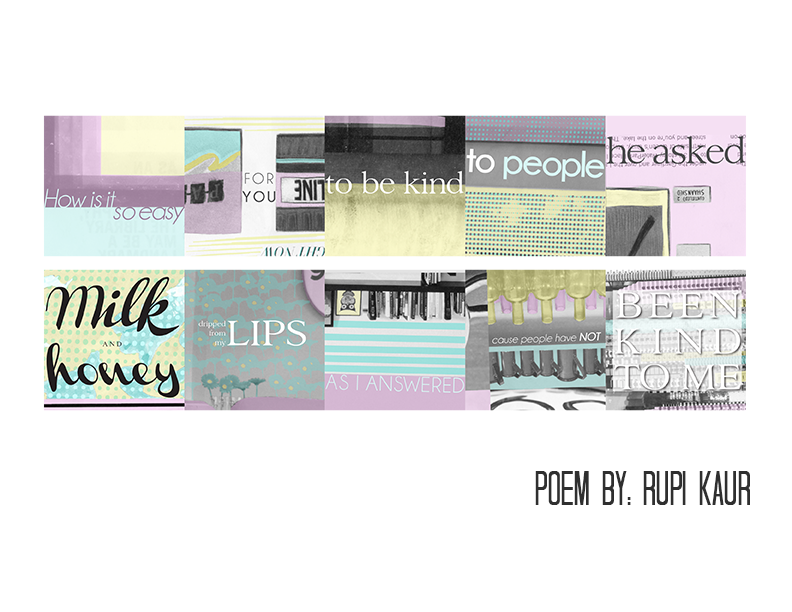 How is it
so easy
FOR
YOU
to be kind
to people
he asked
Milk
AND
honey
dripped
from
my
LIPS
AS I ANSWERED
cause people have NOT
BEEN
KIND
TO ME
POEM BY: RUPI KAUR